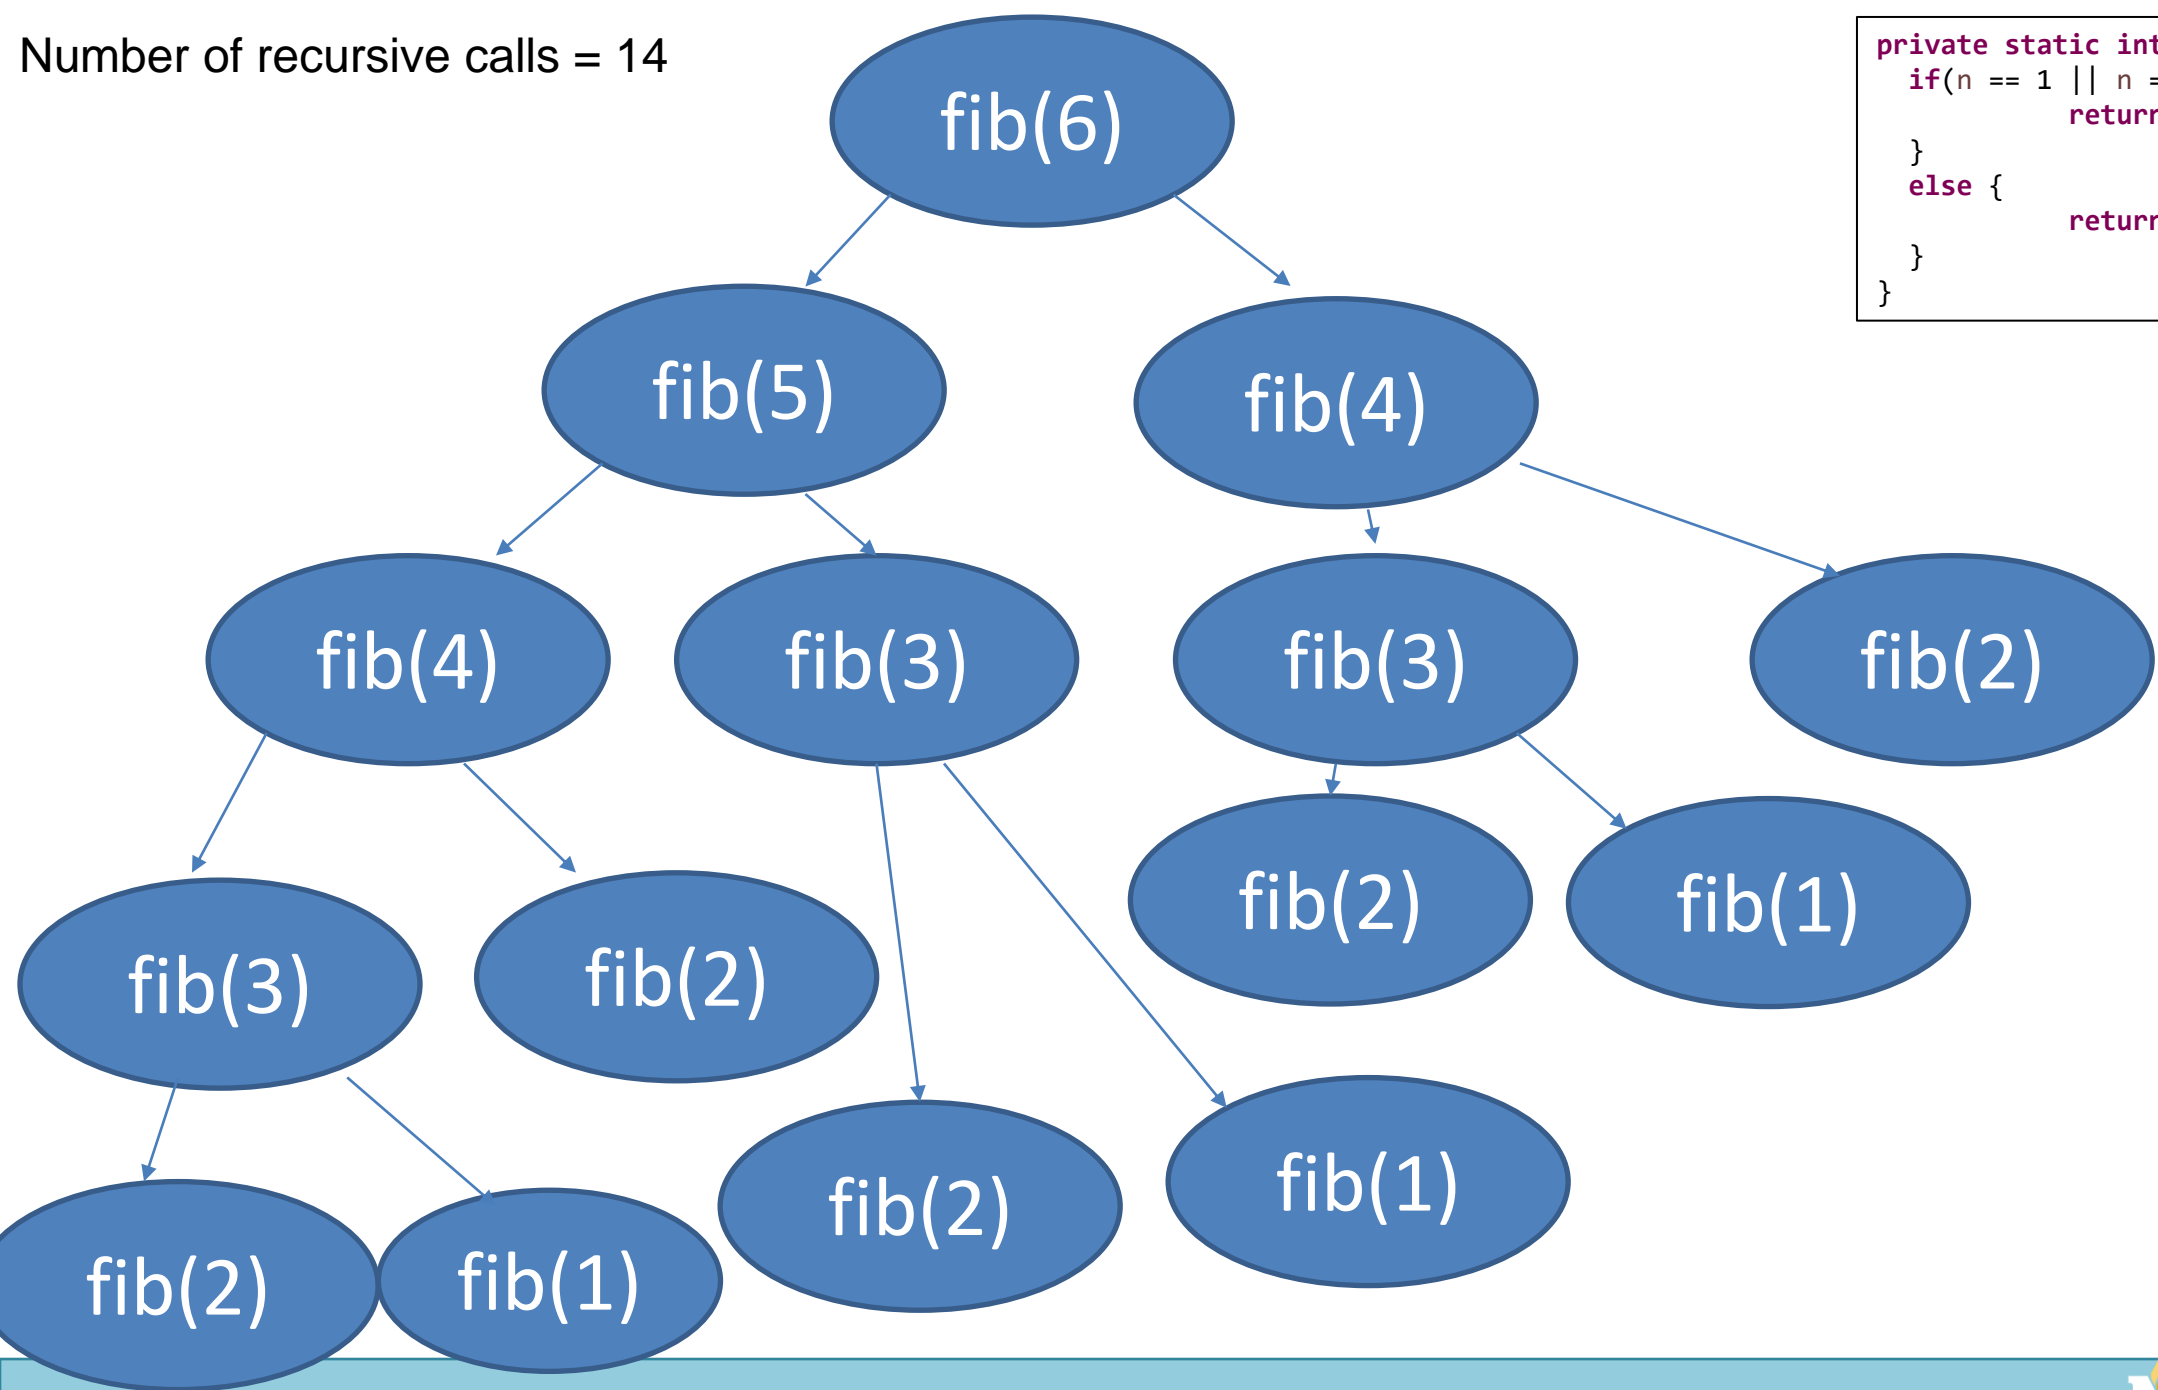 Number of recursive calls = 14
private static int
if(n == 1 || n =
return
}
else {
return
}
}
fib(6)
fib(5)
fib(4)
fib(4)
fib(3)
fib(3)
fib(2)
fib(3)
fib(2)
fib(2)
fib(1)
fib(2)
fib(1)
fib(2)
fib(1)